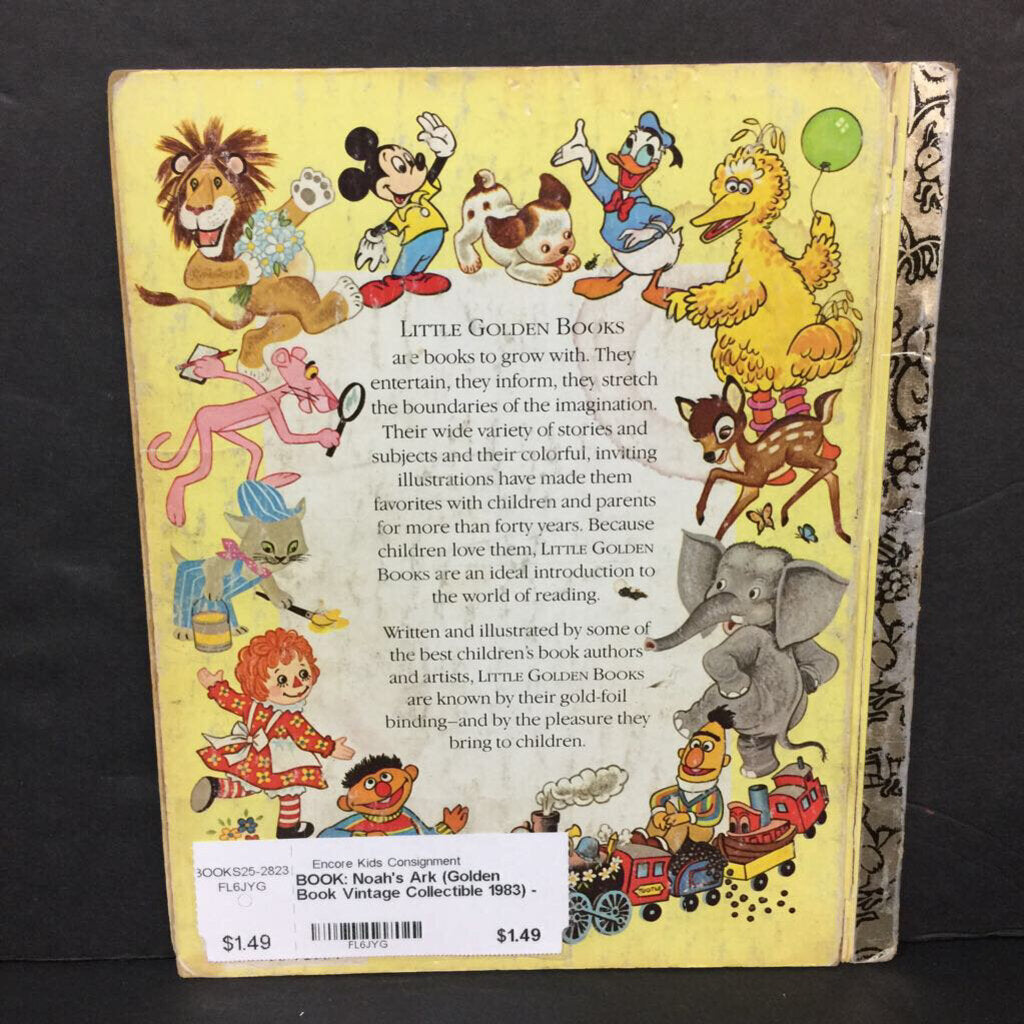 LITTLE GOLDEN BOOKS
are books to grow with. They
entertain, they inform, they stretch
the boundaries of the imagination.
Their wide variety of stories and
subjects and their colorful, inviting
illustrations have made them
favorites with children and parents
for more than forty years. Because
children love them, LITTLE GOLDEN
BOOKS are an ideal introduction to
the world of reading.
Written and illustrated by some of
the best children's book authors
and artists, LITTLE GOLDEN BOOKS
are known by their gold-foil
binding—and by the pleasure they
bring to children.
TOOTLE
BOOKS25-2823
FL6JYG
$1.49
Encore Kids Consignment
BOOK: Noah's Ark (Golden
Book Vintage Collectible 1983) -
FL6JYG
$1.49